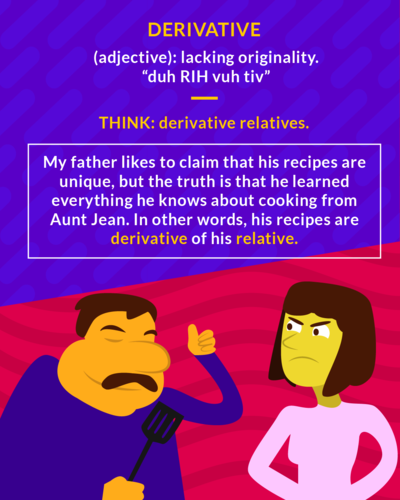 DERIVATIVE
(adjective): lacking originality.
“duh RIH vuh tiv”
THINK: derivative relatives.
My father likes to claim that his recipes are
unique, but the truth is that he learned
everything he knows about cooking from
Aunt Jean. In other words, his recipes are
derivative of his relative.